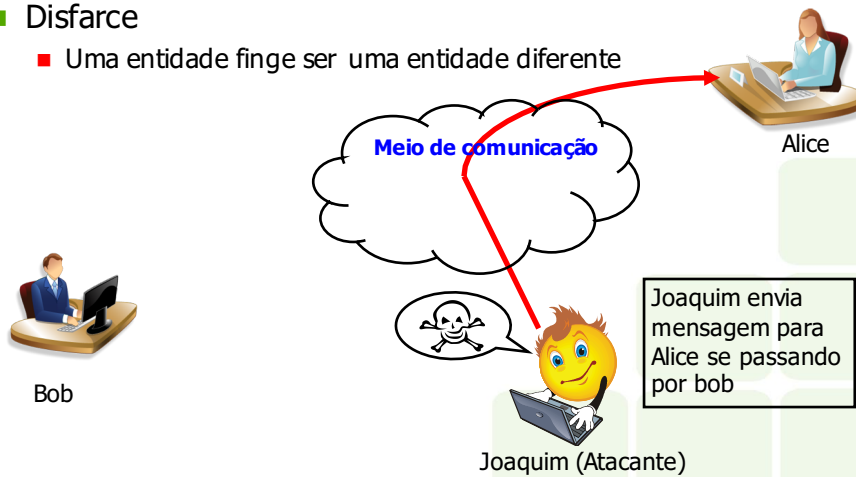 Disfarce
Uma entidade finge ser uma entidade diferente
Meio de comunicação
Alice
Bob
Joaquim envia
mensagem para
Alice se passando
por bob
Joaquim (Atacante)